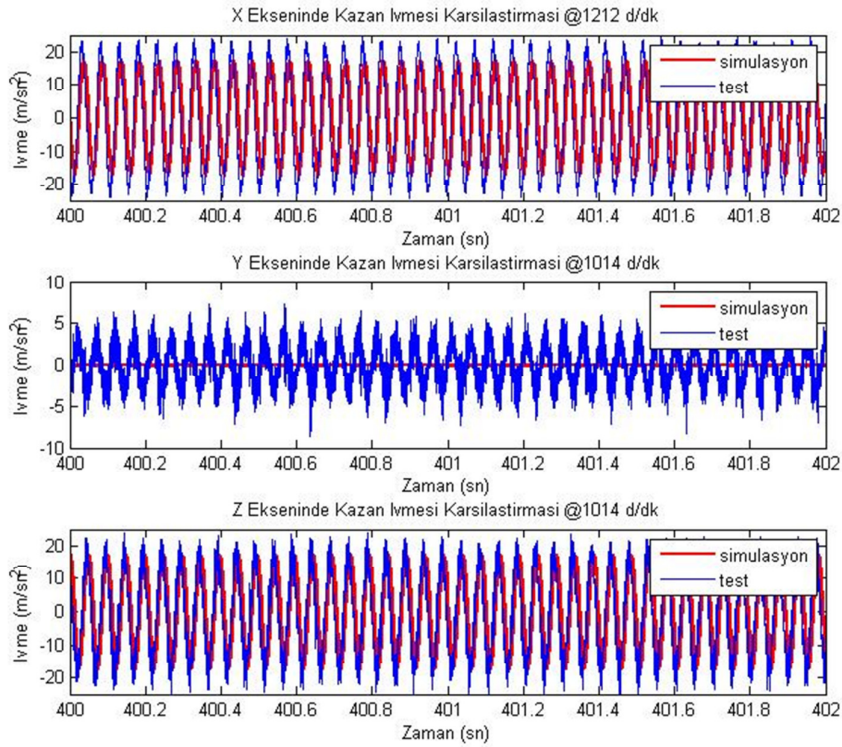 X Ekseninde Kazan Ivmesi Karsilastirmasi @1212 d/dk
20
10
0
-10
-20
Ivme (m/sn²)
simulasyon
test
400 400.2 400.4 400.6 400.8 401 401.2 401.4 401.6 401.8 402
Zaman (sn)
Y Ekseninde Kazan Ivmesi Karsilastirmasi @1014 d/dk
10
5
0
-5
-10
Ivme (m/sn²)
simulasyon
test
400 400.2 400.4 400.6 400.8 401 401.2 401.4 401.6 401.8 402
Zaman (sn)
Z Ekseninde Kazan Ivmesi Karsilastirmasi @1014 d/dk
20
10
0
-10
-20
Ivme (m/sn²)
simulasyon
test
400 400.2 400.4 400.6 400.8 401 401.2 401.4 401.6 401.8 402
Zaman (sn)